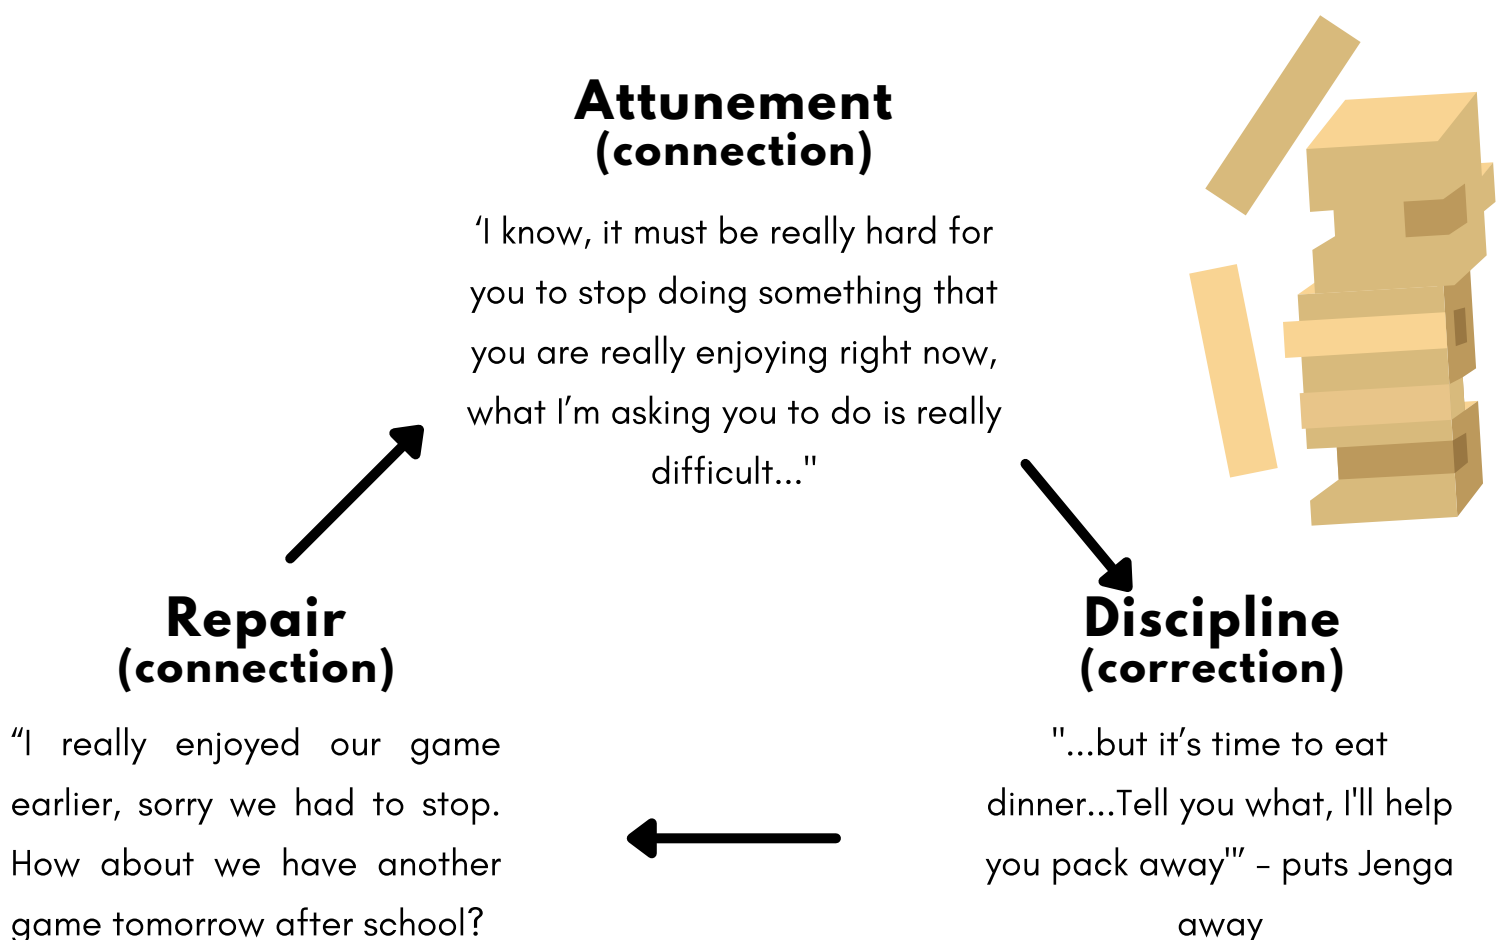 Attunement
(connection)
‘I know, it must be really hard for
you to stop doing something that
you are really enjoying right now,
what I’m asking you to do is really
difficult..."
Discipline
(correction)
"...but it’s time to eat
dinner...Tell you what, I'll help
you pack away'"’ - puts Jenga
away
Repair
(connection)
“I really enjoyed our game
earlier, sorry we had to stop.
How about we have another
game tomorrow after school?